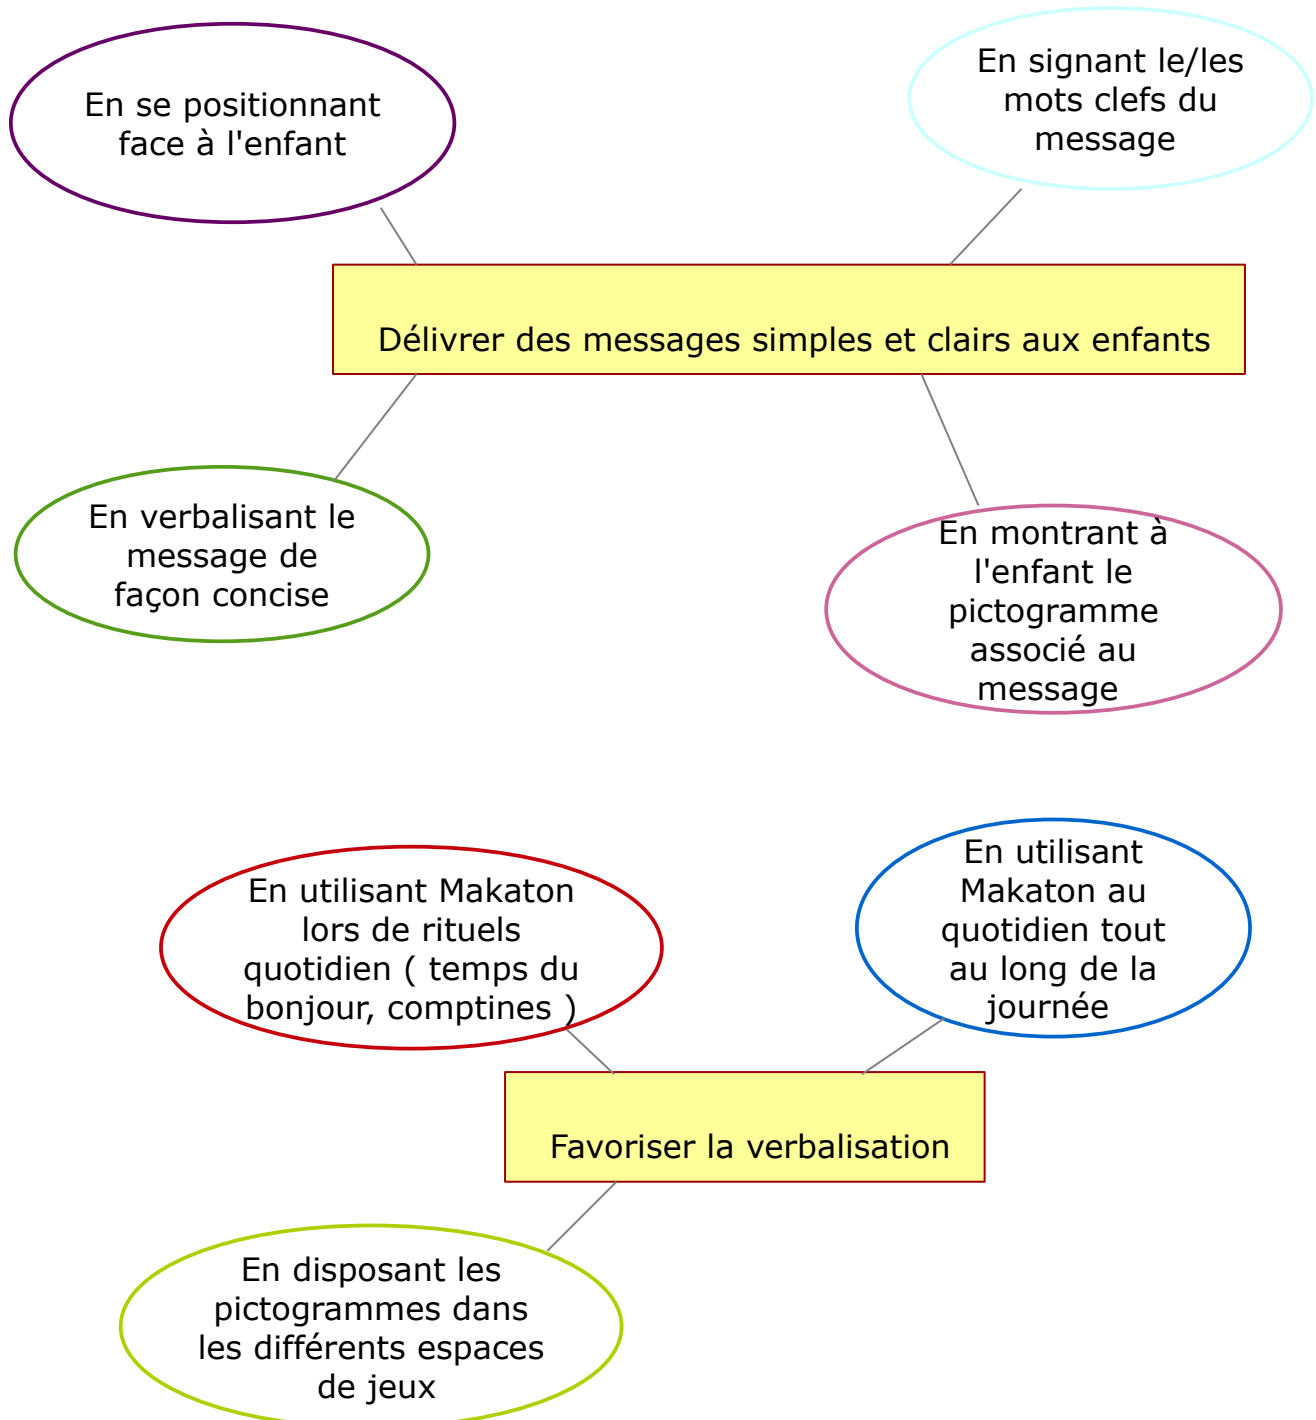 En se positionnant
face à l'enfant
En signant le/les
mots clefs du
message
Délivrer des messages simples et clairs aux enfants
En verbalisant le
message de
façon concise
En montrant à
l'enfant le
pictogramme
associé au
message
En utilisant Makaton
lors de rituels
quotidien ( temps du
bonjour, comptines )
En utilisant
Makaton au
quotidien tout
au long de la
journée
Favoriser la verbalisation
En disposant les
pictogrammes dans
les différents espaces
de jeux